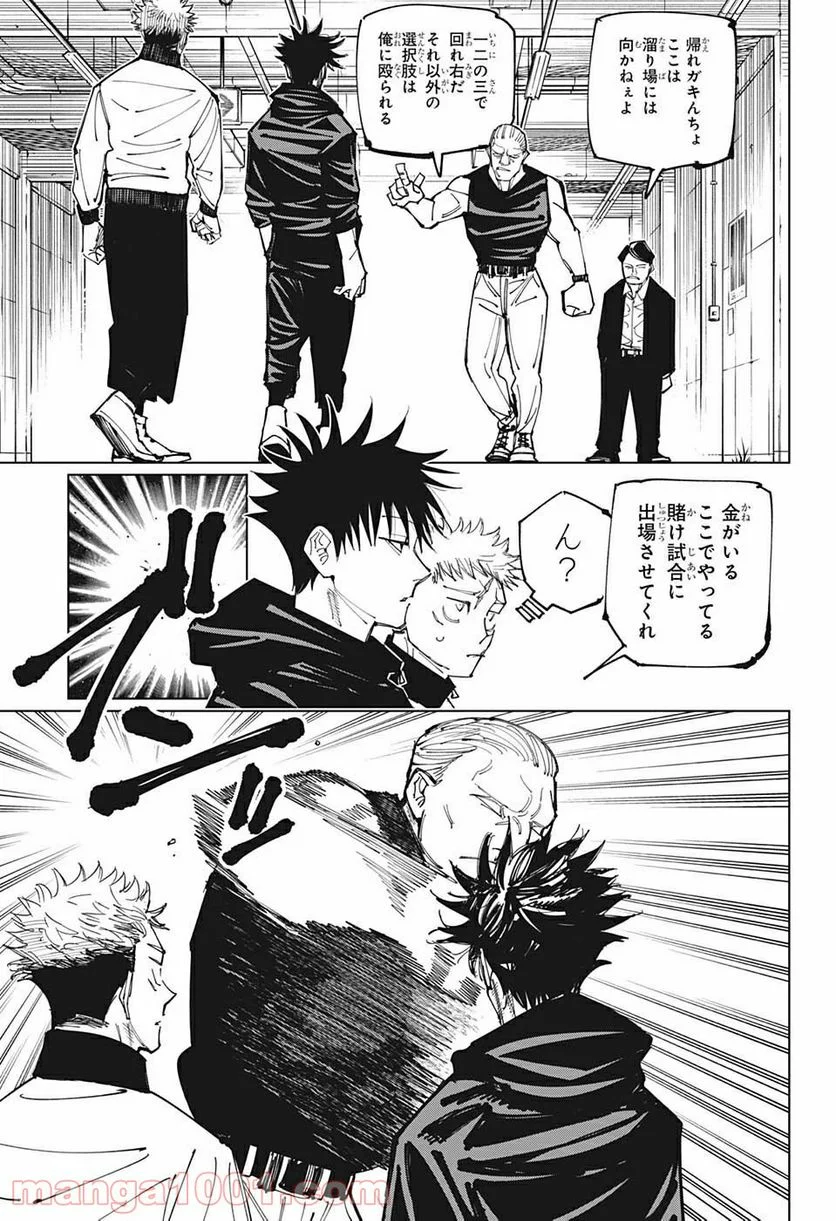 帰れガキんちょ
ここは
溜り場には
向かねぇよ
一二の三で
回れ右だ
それ以外の
選択肢は
俺に殴られる
金がいる
ここでやってる
賭け試合に
出場させてくれ
ん?
ズンッ
manga1001.com